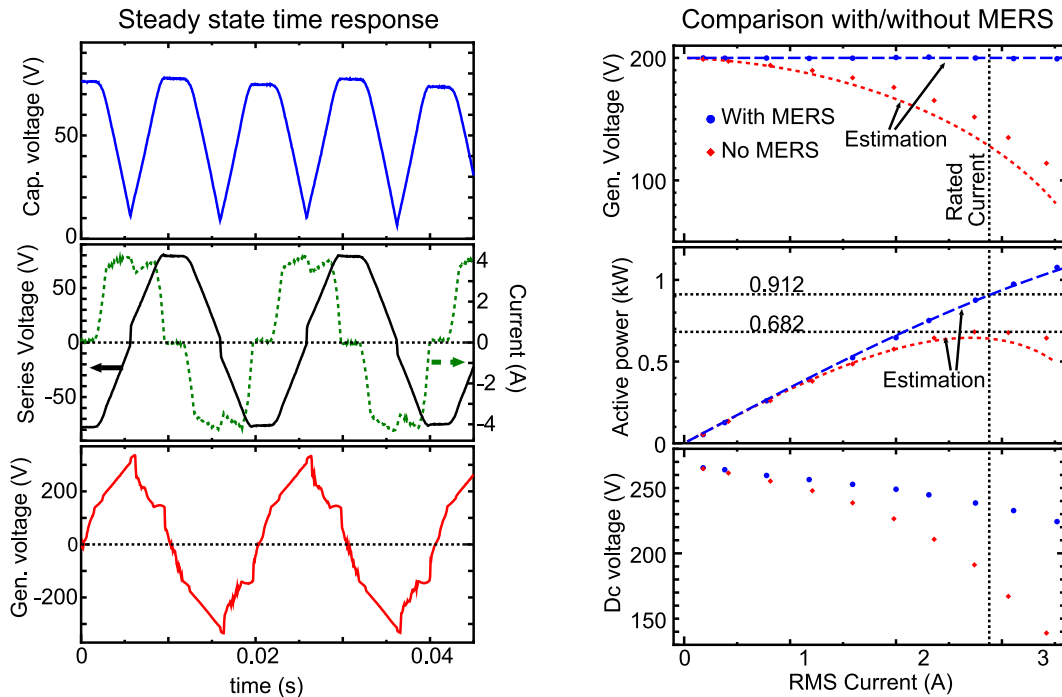 Steady state time response
Cap. voltage (V)
50
0
Series Voltage (V)
50
0
-50
4
2
0
-2
-4
Current (A)
Gen. voltage (V)
200
0
-200
0
0.02
0.04
time (s)
Comparison with/without MERS
Gen. Voltage (V)
200
100
With MERS
No MERS
Estimation
Rated
Current
Active power (kW)
1
0.5
0
0.912
0.682
Estimation
Dc voltage (V)
250
200
150
0
1
2
3
RMS Current (A)